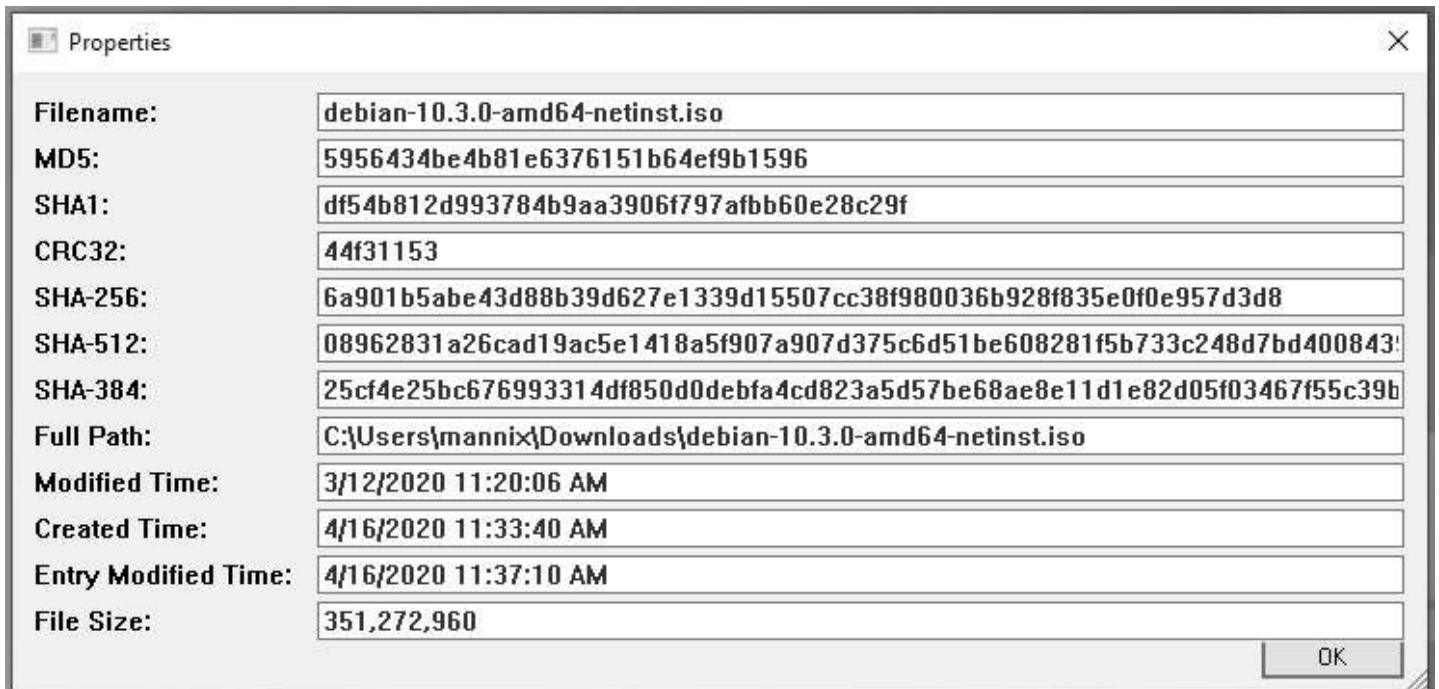 Properties
Filename: debian-10.3.0-amd64-netinst.iso
MD5: 5956434be4b81e6376151b64ef9b1596
SHA1: df54b812d993784b9aa3906f797afbb60e28c29f
CRC32: 44f31153
SHA-256: 6a901b5abe43d88b39d627e1339d15507cc38f980036b928f835e0f0e957d3d8
SHA-512: 08962831a26cad19ac5e1418a5f907a907d375c6d51be608281f5b733c248d7bd4008439
SHA-384: 25cf4e25bc676993314df850d0debfa4cd823a5d57be68ae8e11d1e82d05f03467f55c39b
Full Path: C:\Users\mannix\Downloads\debian-10.3.0-amd64-netinst.iso
Modified Time: 3/12/2020 11:20:06 AM
Created Time: 4/16/2020 11:33:40 AM
Entry Modified Time: 4/16/2020 11:37:10 AM
File Size: 351,272,960
OK